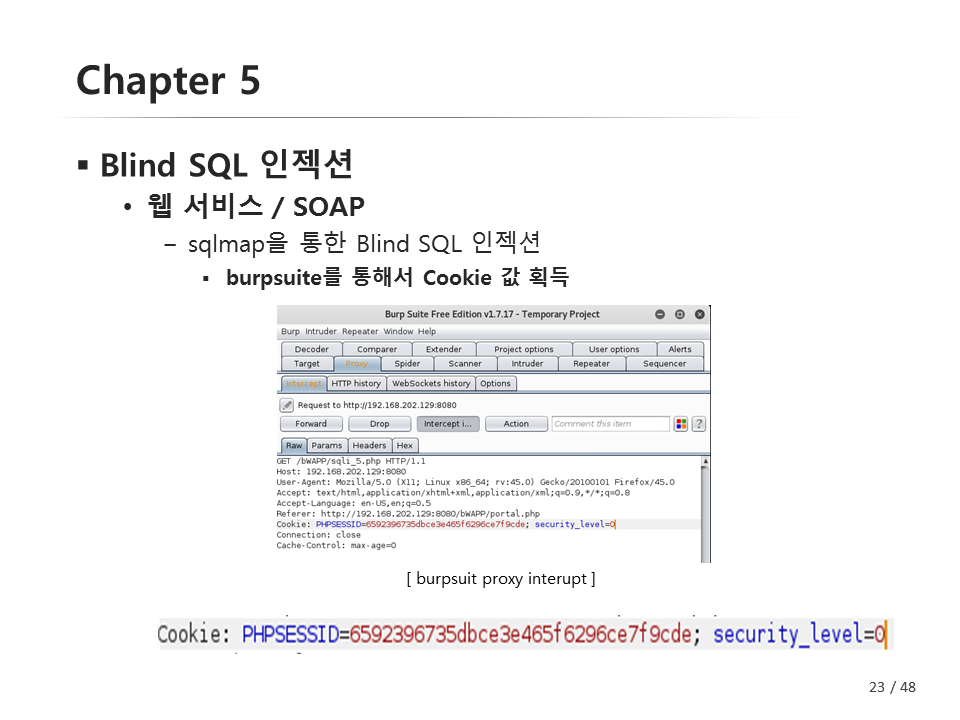 Chapter 5
▪ Blind SQL 인젝션
• 웹 서비스 / SOAP
– sqlmap을 통한 Blind SQL 인젝션
▪ burpsuite를 통해서 Cookie 값 획득
Burp Suite Free Edition v1.7.17 - Temporary Project
Burp Intruder Repeater Window Help
Decoder Comparer Extender Project options User options Alerts
Target Proxy Spider Scanner Intruder Repeater Sequencer
Intercept HTTP history WebSockets history Options
Request to http://192.168.202.129:8080
Forward Drop Intercept i... Action Comment this item ?
Raw Params Headers Hex
GET /bWAPP/sqli_5.php HTTP/1.1
Host: 192.168.202.129:8080
User-Agent: Mozilla/5.0 (X11; Linux x86_64; rv:45.0) Gecko/20100101 Firefox/45.0
Accept: text/html,application/xhtml+xml,application/xml;q=0.9,*/*;q=0.8
Accept-Language: en-US,en;q=0.5
Referer: http://192.168.202.129:8080/bWAPP/portal.php
Cookie: PHPSESSID=6592396735dbce3e465f6296ce7f9cde; security_level=0
Connection: close
Cache-Control: max-age=0
[ burpsuit proxy interupt ]
Cookie: PHPSESSID=6592396735dbce3e465f6296ce7f9cde; security_level=0
23 / 48